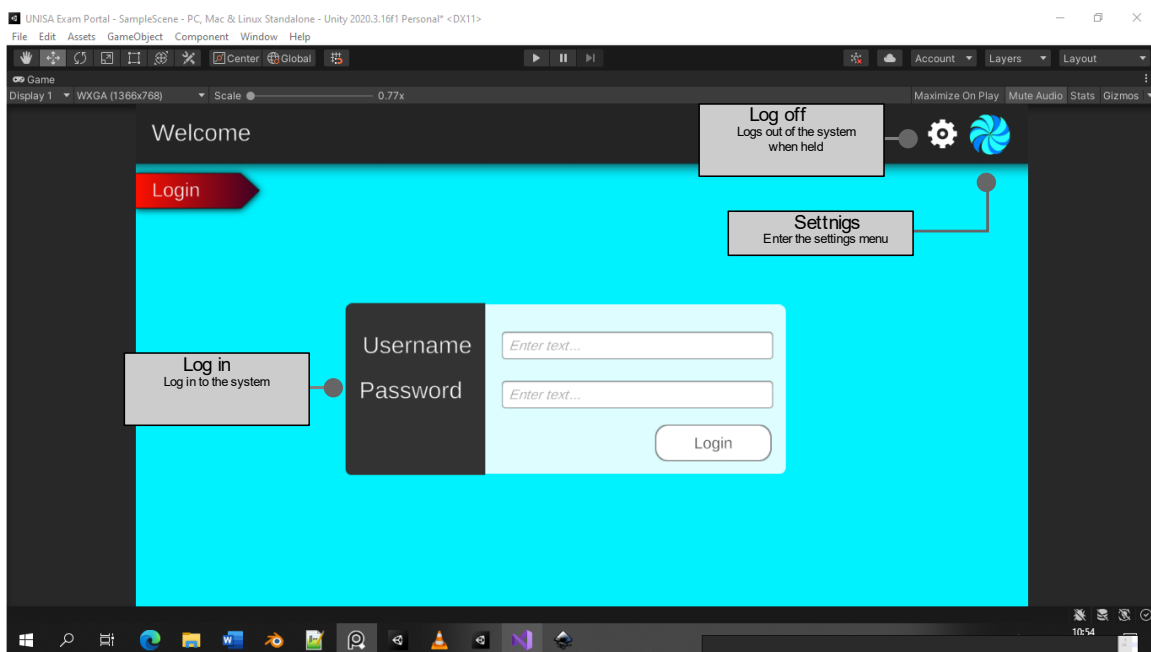 UNISA Exam Portal - SampleScene - PC, Mac & Linux Standalone - Unity 2020.3.16f1 Personal* <DX11>
File Edit Assets GameObject Component Window Help
Center Global Account Layers Layout
Game
Display 1 WXGA (1366x768) Scale 0.77x Maximize On Play Mute Audio Stats Gizmos
Welcome
Log off
Logs out of the system
when held
Login
Settnigs
Enter the settings menu
Username Enter text...
Log in
Log in to the system
Password Enter text...
Login
10:54